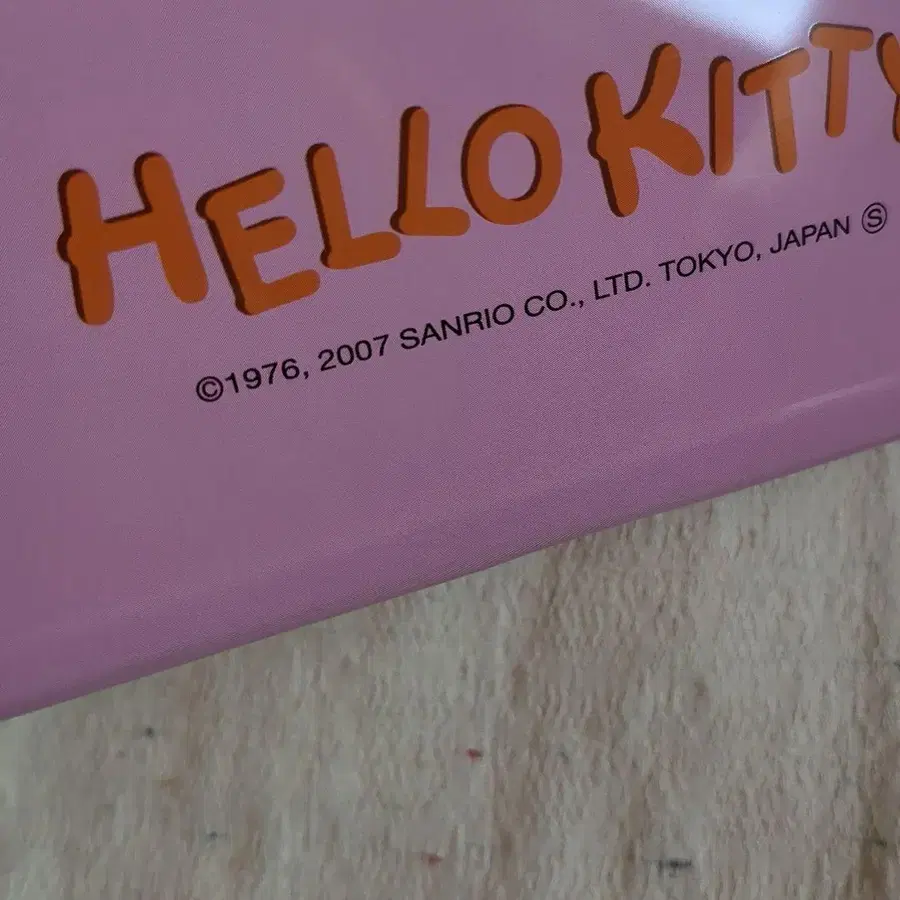 HELLO KITTY
©1976, 2007 SANRIO CO., LTD. TOKYO, JAPAN Ⓢ